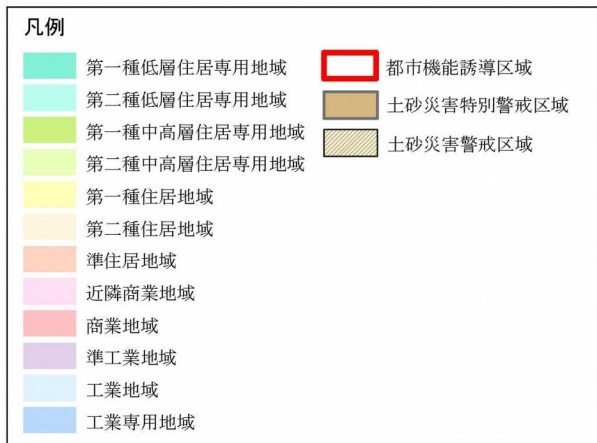 凡例
第一種低層住居専用地域
第二種低層住居専用地域
第一種中高層住居専用地域
第二種中高層住居専用地域
第一種住居地域
第二種住居地域
準住居地域
近隣商業地域
商業地域
準工業地域
工業地域
工業専用地域
都市機能誘導区域
土砂災害特別警戒区域
土砂災害警戒区域